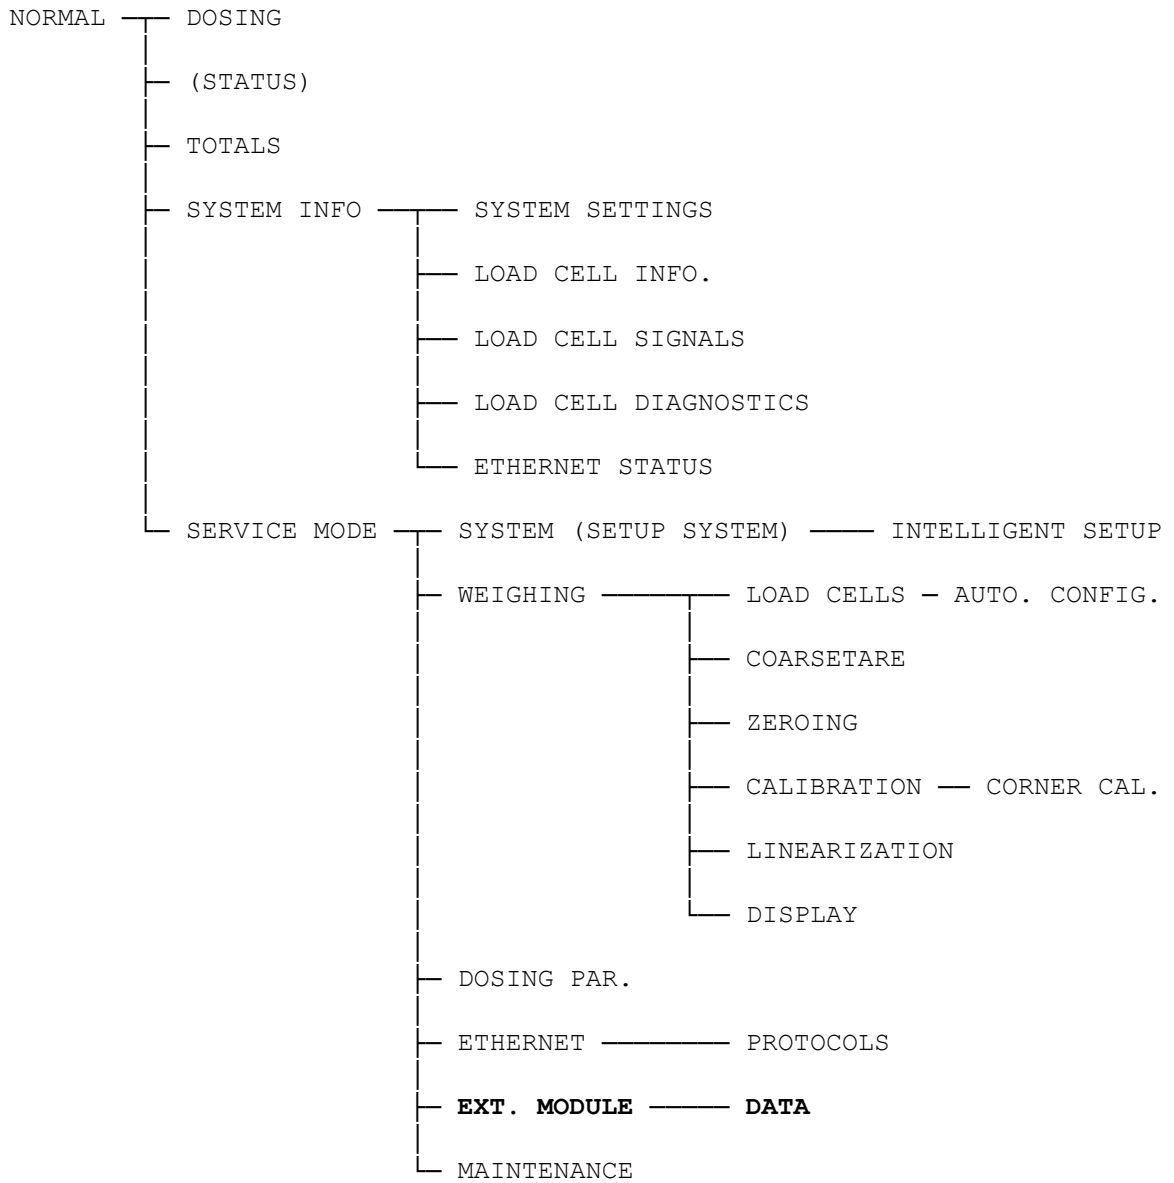 NORMAL DOSING
(STATUS)
TOTALS
SYSTEM INFO SYSTEM SETTINGS
LOAD CELL INFO.
LOAD CELL SIGNALS
LOAD CELL DIAGNOSTICS
ETHERNET STATUS
SERVICE MODE SYSTEM (SETUP SYSTEM) INTELLIGENT SETUP
WEIGHING LOAD CELLS AUTO. CONFIG.
COARSETARE
ZEROING
CALIBRATION CORNER CAL.
LINEARIZATION
DISPLAY
DOSING PAR.
ETHERNET PROTOCOLS
EXT. MODULE DATA
MAINTENANCE